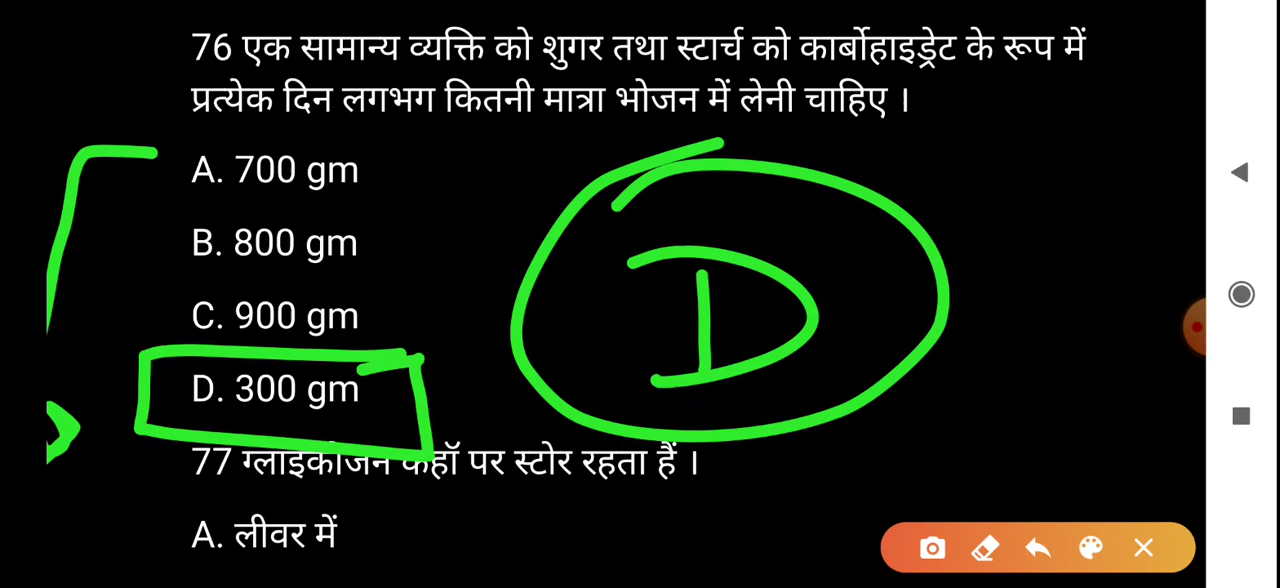 76 एक सामान्य व्यक्ति को शुगर तथा स्टार्च को कार्बोहाइड्रेट के रूप में
प्रत्येक दिन लगभग कितनी मात्रा भोजन में लेनी चाहिए ।
A. 700 gm
B. 800 gm
C. 900 gm
D. 300 gm
D
77 ग्लाइकोजन कहॉ पर स्टोर रहता हैं ।
A. लीवर में